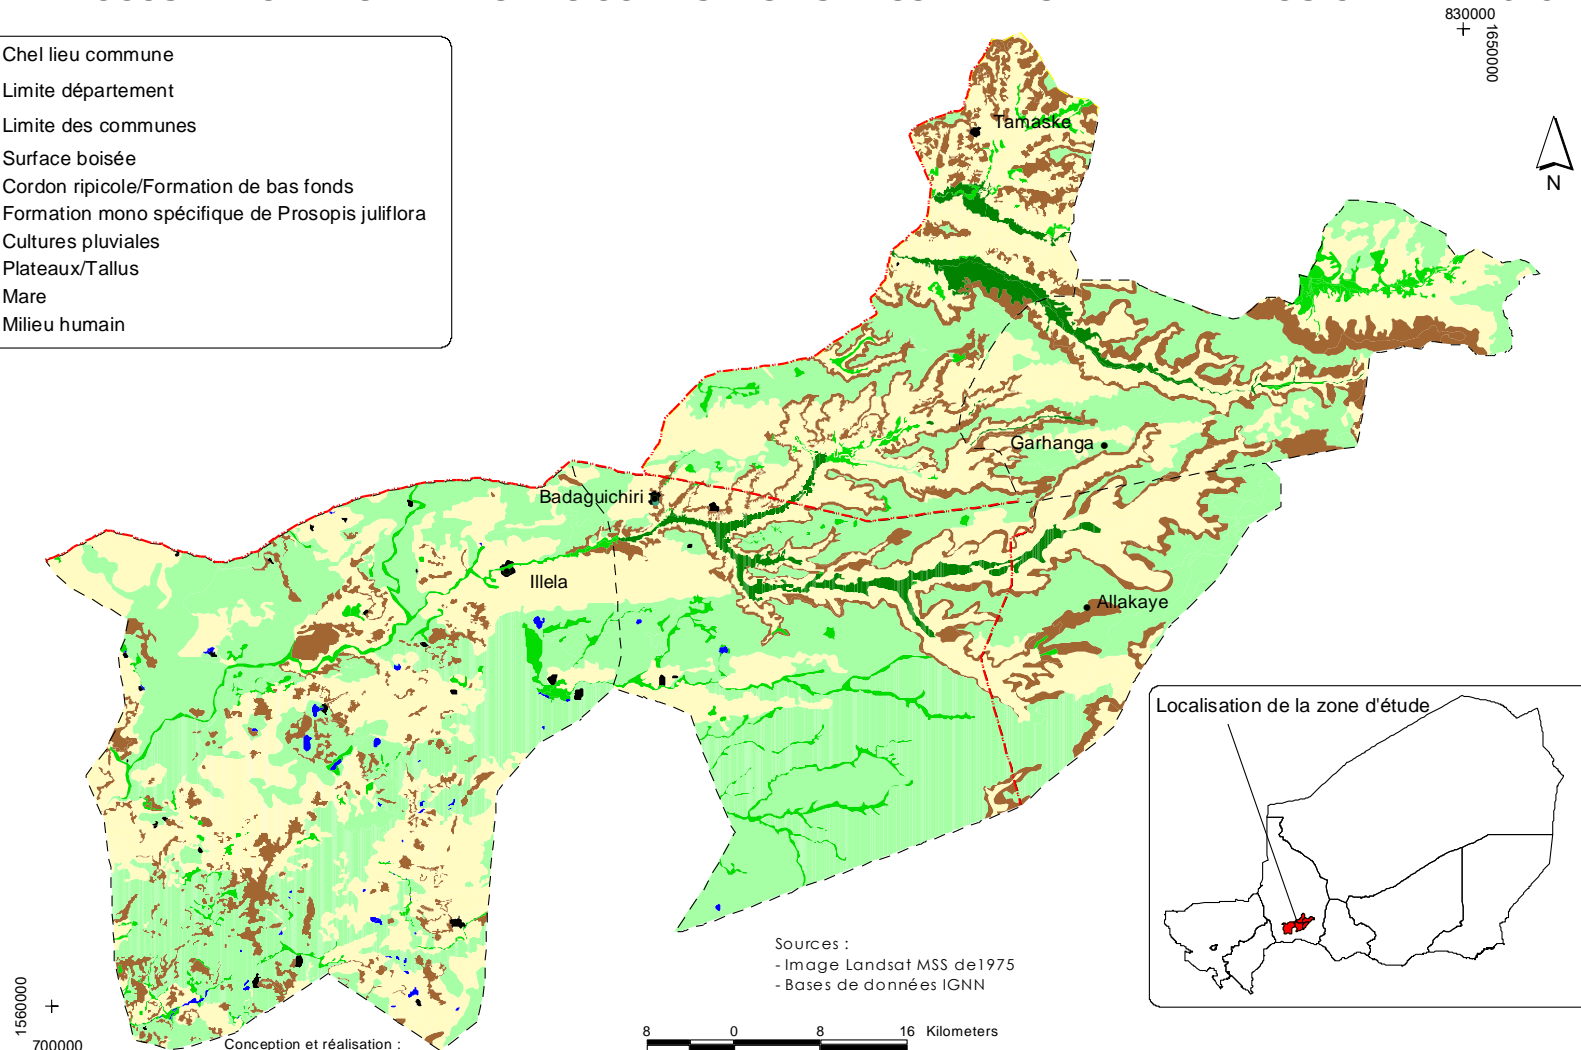 830000
1650000
Chel lieu commune
Limite département
Limite des communes
Surface boisée
Cordon ripicole/Formation de bas fonds
Formation mono spécifique de Prosopis juliflora
Cultures pluviales
Plateaux/Tallus
Mare
Milieu humain
N
Tamaske
Garhanga
Badaguichiri
Illela
Allakaye
Localisation de la zone d'étude
Sources :
- Image Landsat MSS de1975
- Bases de données IGNN
8 0 8 16 Kilometers
1560000
700000
Conception et réalisation :